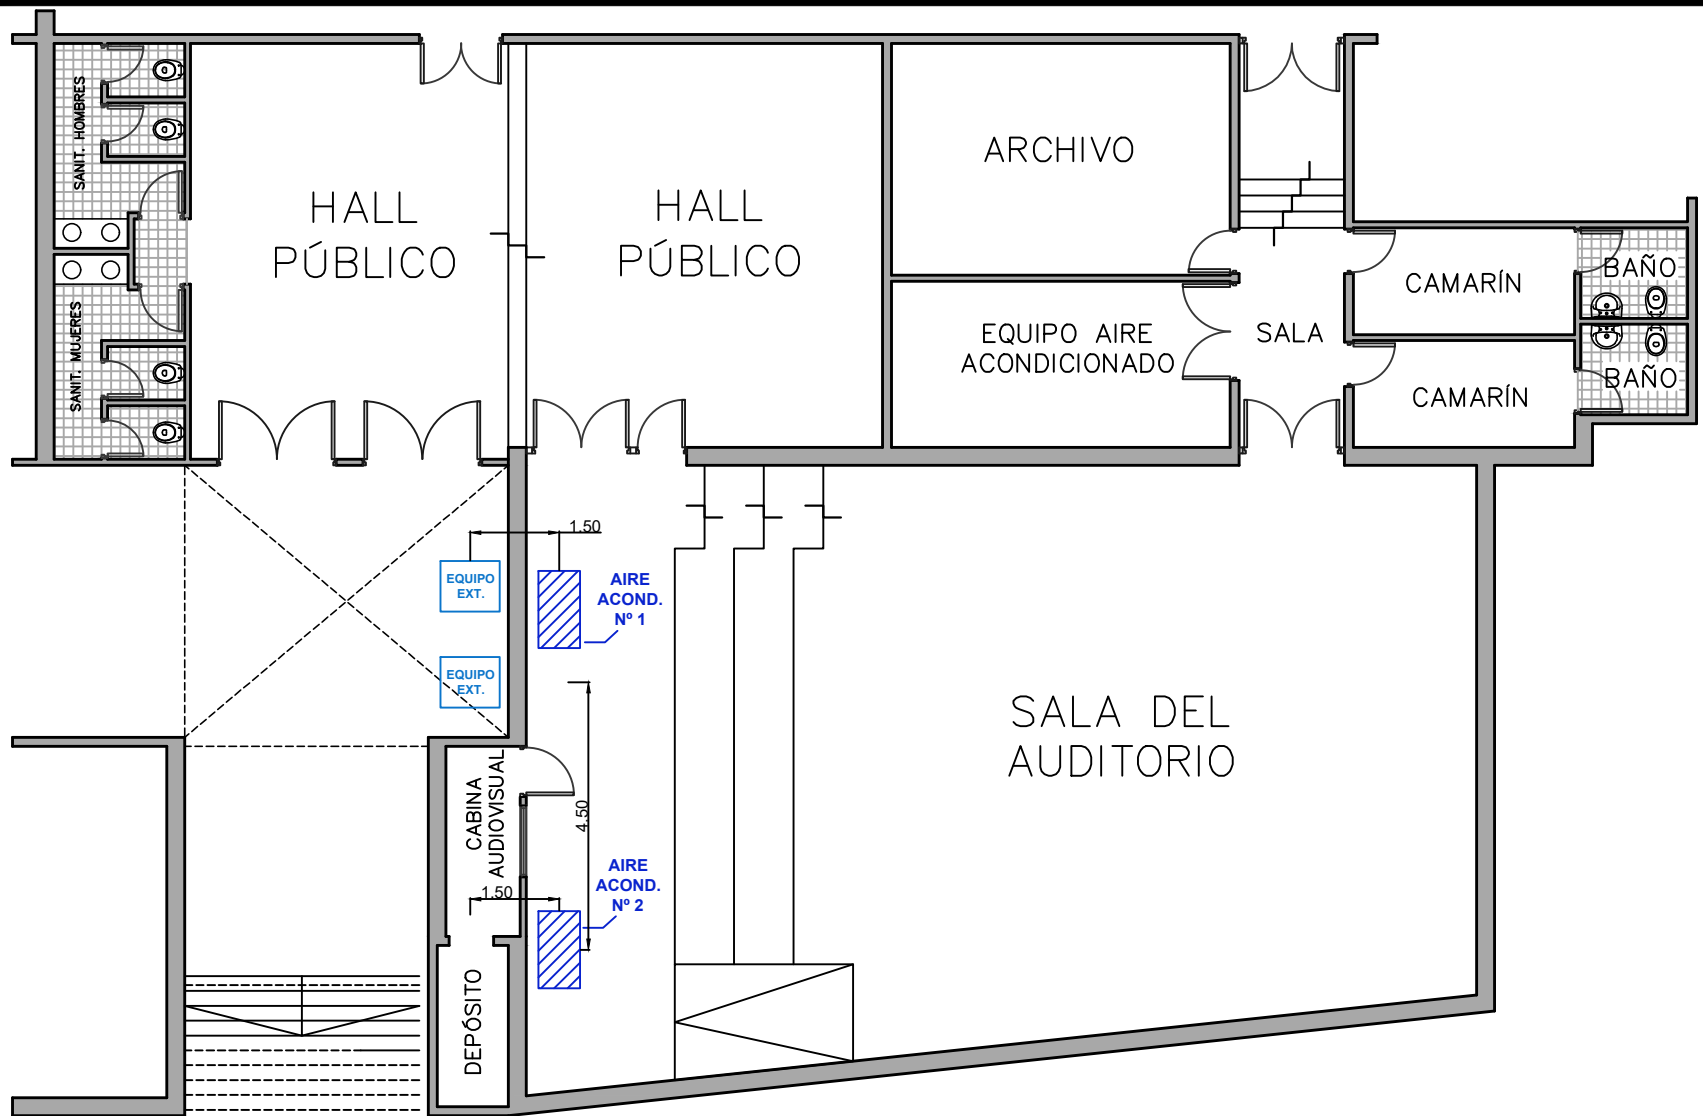 SANIT. HOMBRES
HALL
PÚBLICO
HALL
PÚBLICO
ARCHIVO
SANIT. MUJERES
EQUIPO AIRE
ACONDICIONADO
SALA
CAMARÍN
BAÑO
CAMARÍN
BAÑO
1.50
EQUIPO
EXT.
AIRE
ACOND.
Nº 1
EQUIPO
EXT.
SALA DEL
AUDITORIO
CABINA
AUDIOVISUAL
4.50
1.50
AIRE
ACOND.
Nº 2
DEPÓSITO